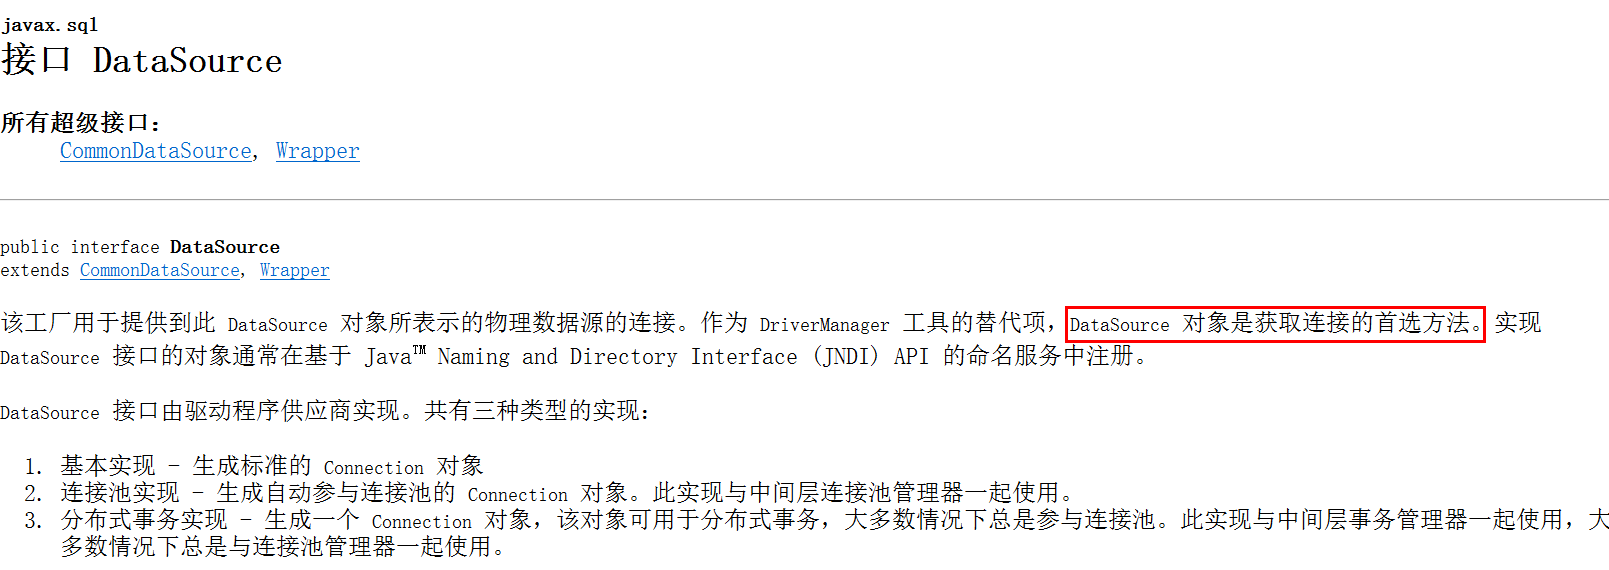 javax.sql
接口 DataSource
所有超级接口：
CommonDataSource, Wrapper
public interface DataSource
extends CommonDataSource, Wrapper
该工厂用于提供到此 DataSource 对象所表示的物理数据源的连接。作为 DriverManager 工具的替代项，DataSource 对象是获取连接的首选方法。实现
DataSource 接口的对象通常在基于 Java™ Naming and Directory Interface (JNDI) API 的命名服务中注册。
DataSource 接口由驱动程序供应商实现。共有三种类型的实现：
1. 基本实现 - 生成标准的 Connection 对象
2. 连接池实现 - 生成自动参与连接池的 Connection 对象。此实现与中间层连接池管理器一起使用。
3. 分布式事务实现 - 生成一个 Connection 对象，该对象可用于分布式事务，大多数情况下总是参与连接池。此实现与中间层事务管理器一起使用，大
多数情况下总是与连接池管理器一起使用。